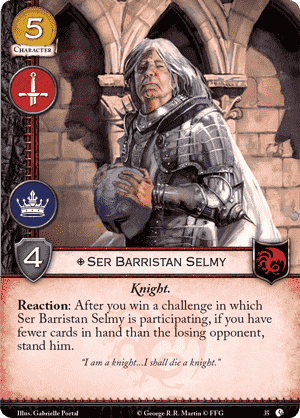 5
Character
4
Ser Barristan Selmy
Knight.
Reaction: After you win a challenge in which
Ser Barristan Selmy is participating, if you
have fewer cards in hand than the losing opponent,
stand him.
"I am a knight...I shall die a knight."
Illus. Gabrielle Portal © George R.R. Martin © FFG 35